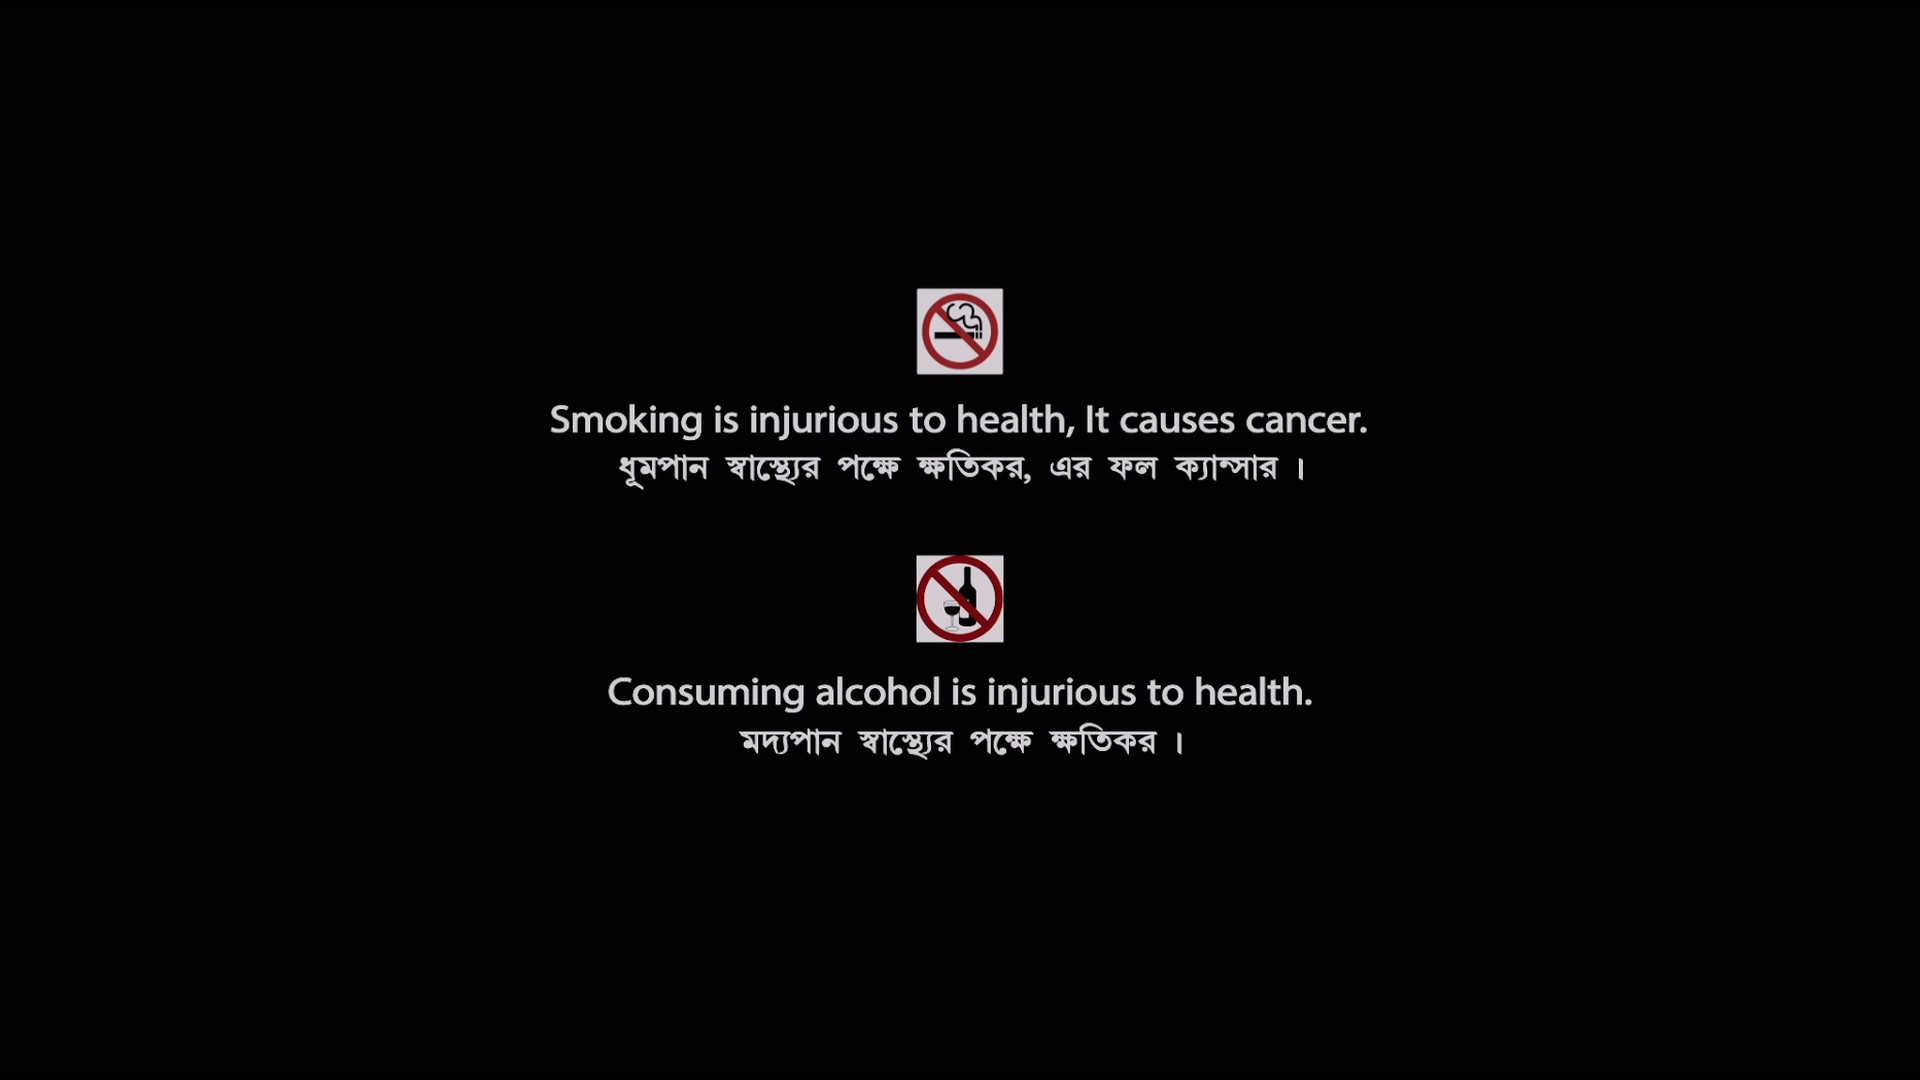 Smoking is injurious to health, It causes cancer.
ধূমপান স্বাস্থ্যের পক্ষে ক্ষতিকর, এর ফল ক্যান্সার ।
Consuming alcohol is injurious to health.
মদ্যপান স্বাস্থ্যের পক্ষে ক্ষতিকর ।